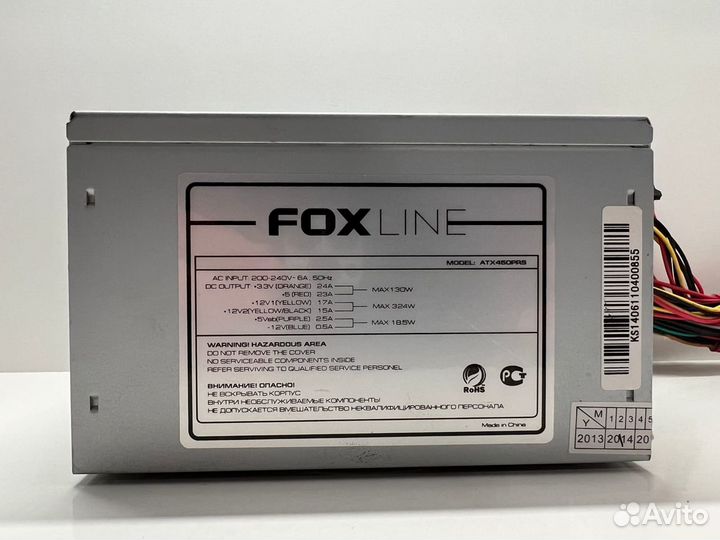 FOXLINE
MODEL: ATX450PRS
AC INPUT: 200-240V~ 6A, 50Hz
DC OUTPUT: +3.3V (ORANGE) 24A
+5 (RED) 23A
MAX130W
+12V1(YELLOW) 17A
+12V2(YELLOW/BLACK) 15A
MAX 324W
+5Vsb(PURPLE) 2.5A
-12V(BLUE) 0.5A
MAX 18.5W
WARNING! HAZARDOUS AREA
DO NOT REMOVE THE COVER
NO SERVICEABLE COMPONENTS INSIDE
REFER SERVICING TO QUALIFIED SERVICE PERSONEL
ВНИМАНИЕ! ОПАСНО!
НЕ ВСКРЫВАТЬ КОРПУС
ВНУТРИ НЕОБСЛУЖИВАЕМЫЕ КОМПОНЕНТЫ
НЕ ДОПУСКАЕТСЯ ВМЕШАТЕЛЬСТВО НЕКВАЛИФИЦИРОВАННОГО ПЕРСОНАЛА
RoHS
РСТ
Made in China
KS1406110400855
Y M 1 2 3 4 5
2013 2014 20
Avito